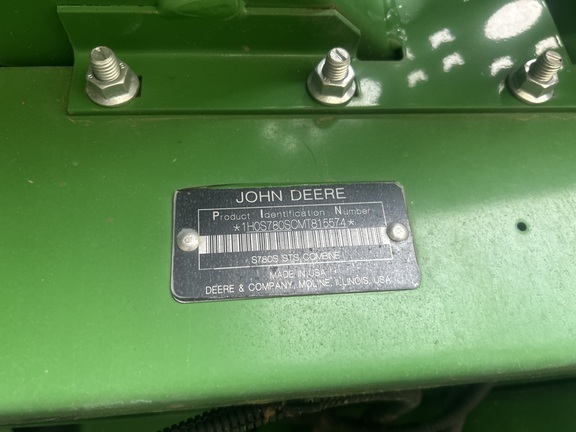 JOHN DEERE
Product Identification Number
*1H0S780SCMT815574*
S780S STS COMBINE
MADE IN USA
DEERE & COMPANY, MOLINE, ILLINOIS, USA